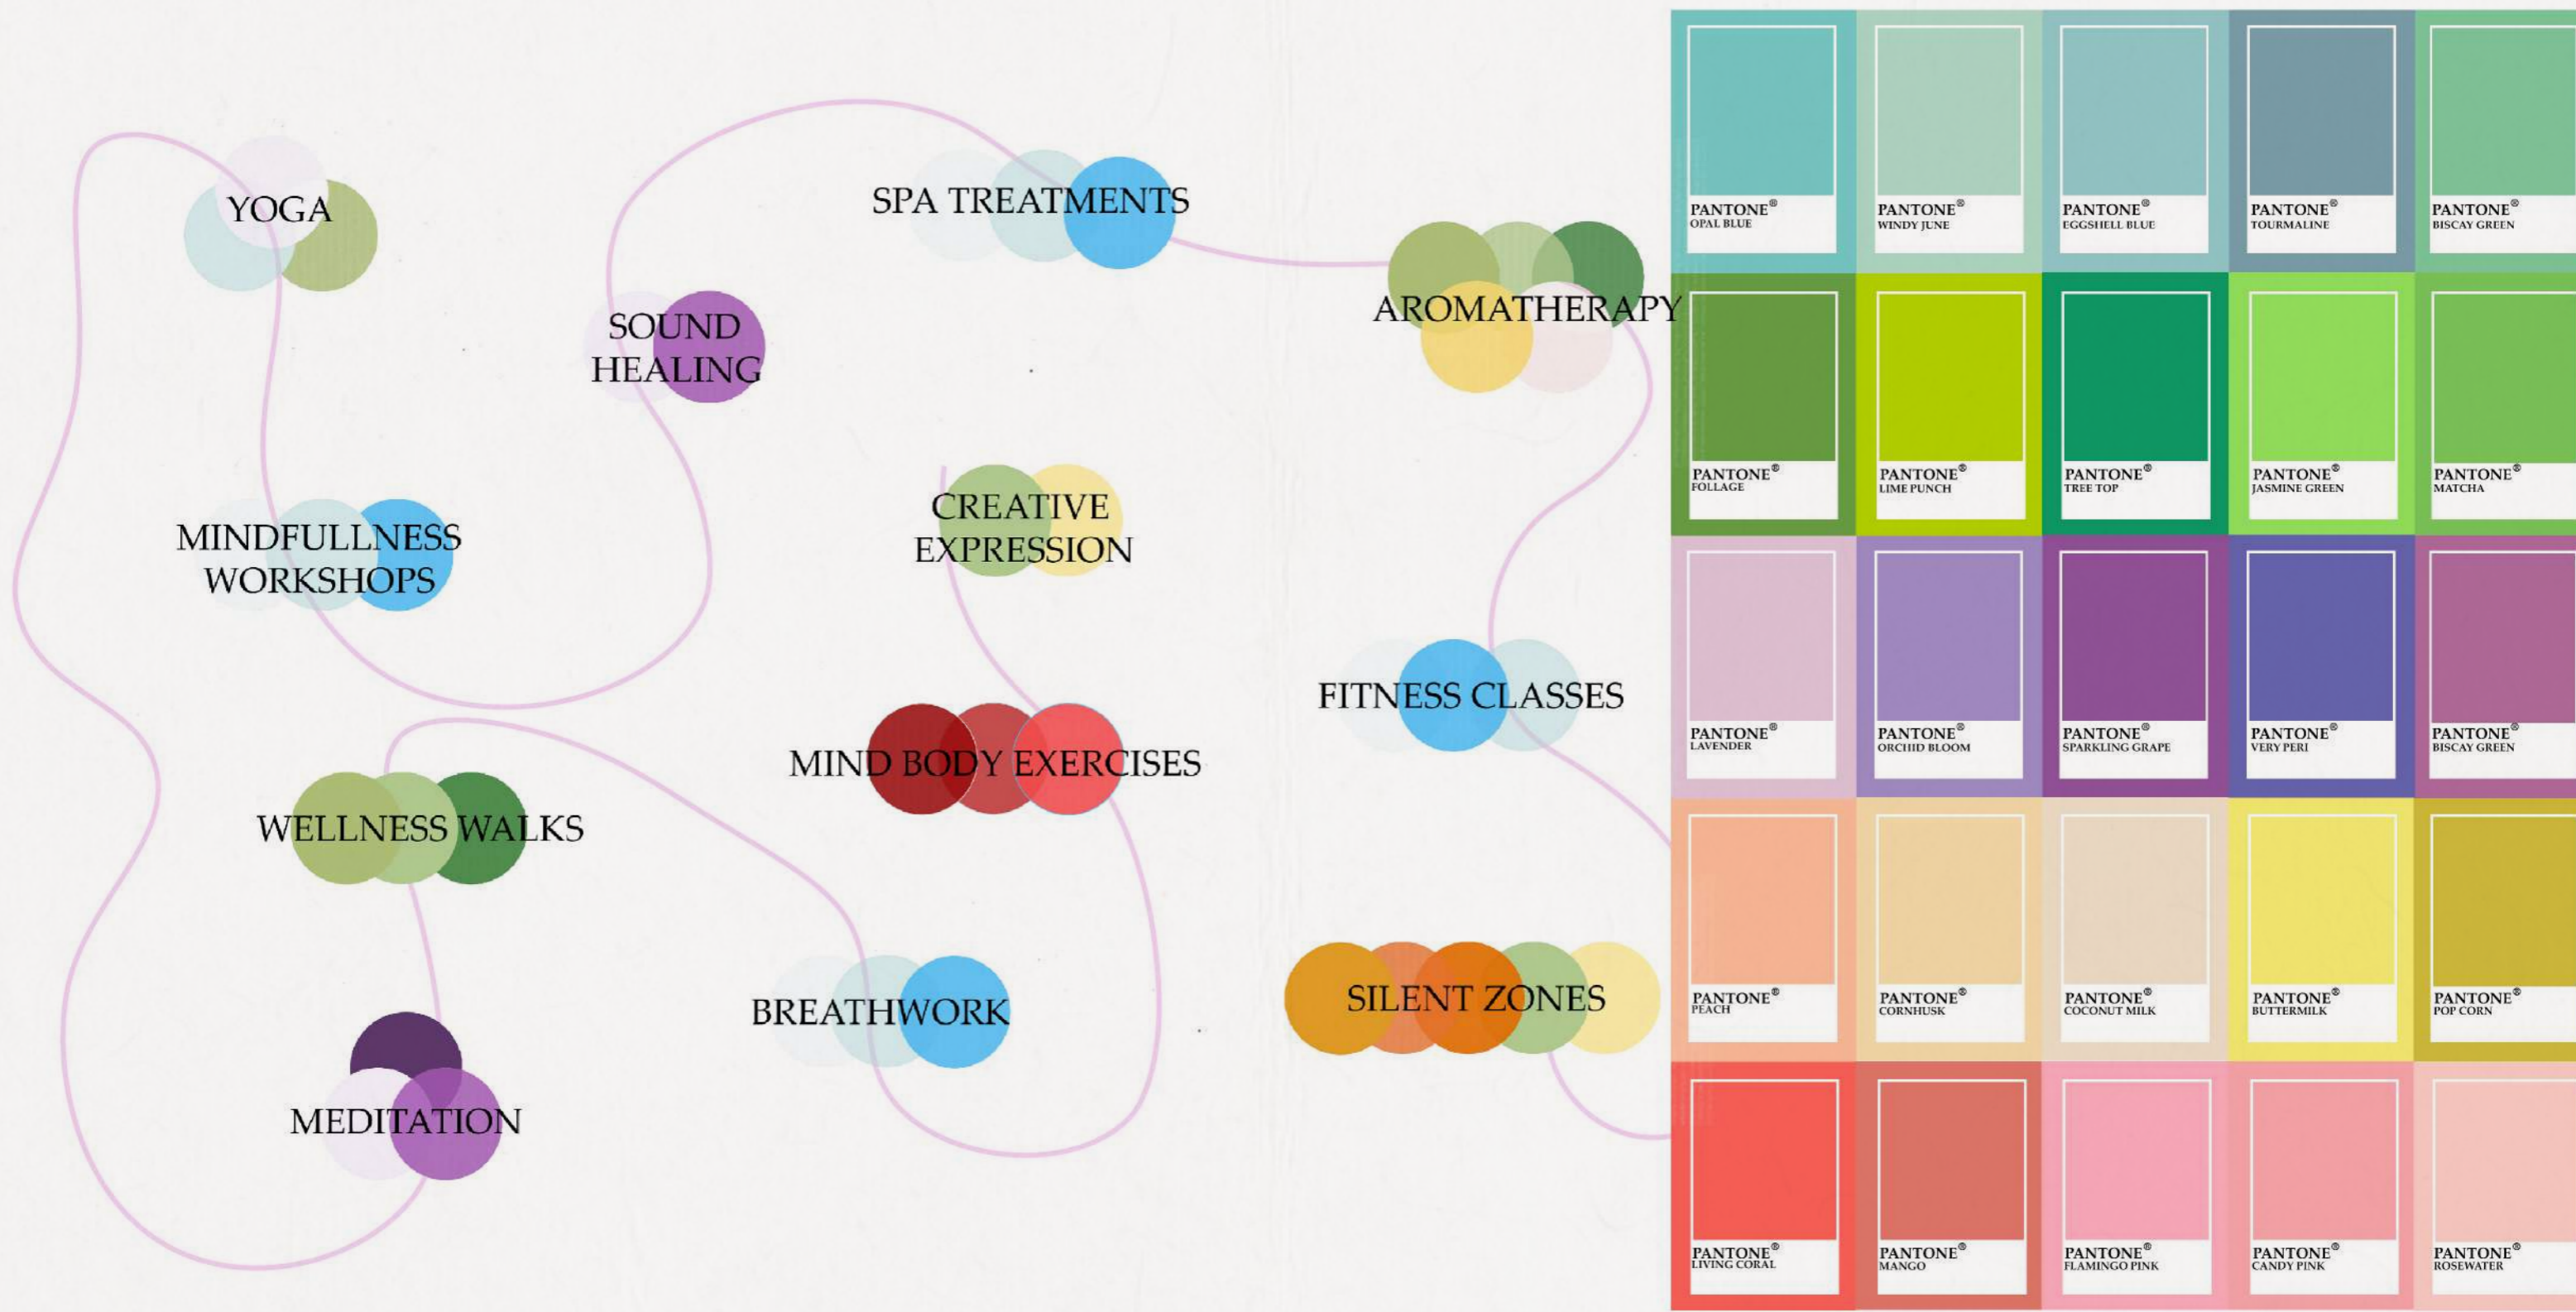 YOGA
SPA TREATMENTS
AROMATHERAPY
SOUND
HEALING
MINDFULLNESS
WORKSHOPS
CREATIVE
EXPRESSION
FITNESS CLASSES
MIND BODY EXERCISES
WELLNESS WALKS
BREATHWORK
SILENT ZONES
MEDITATION
PANTONE®
OPAL BLUE
PANTONE®
WINDY JUNE
PANTONE®
EGGSHELL BLUE
PANTONE®
TOURMALINE
PANTONE®
BISCAY GREEN
PANTONE®
FOLLAGE
PANTONE®
LIME PUNCH
PANTONE®
TREE TOP
PANTONE®
JASMINE GREEN
PANTONE®
MATCHA
PANTONE®
LAVENDER
PANTONE®
ORCHID BLOOM
PANTONE®
SPARKLING GRAPE
PANTONE®
VERY PERI
PANTONE®
BISCAY GREEN
PANTONE®
PEACH
PANTONE®
CORNHUSK
PANTONE®
COCONUT MILK
PANTONE®
BUTTERMILK
PANTONE®
POP CORN
PANTONE®
LIVING CORAL
PANTONE®
MANGO
PANTONE®
FLAMINGO PINK
PANTONE®
CANDY PINK
PANTONE®
ROSEWATER